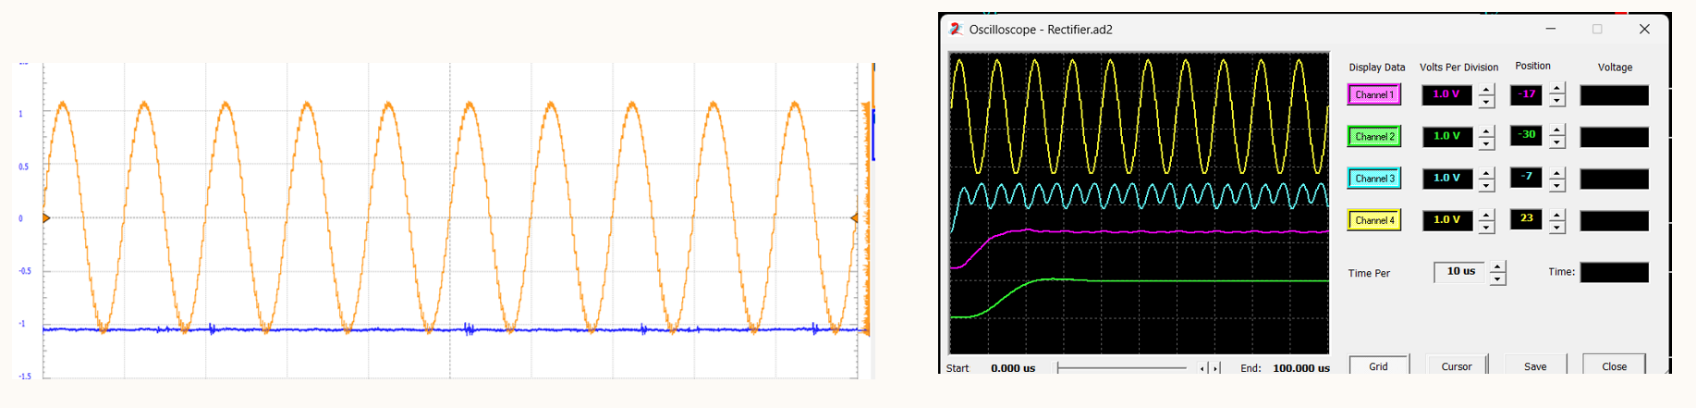 1
0.5
0
-0.5
-1
-1.5
Oscilloscope - Rectifier.ad2
Display Data Volts Per Division Position Voltage
Channel 1 1.0 V -17
Channel 2 1.0 V -30
Channel 3 1.0 V -7
Channel 4 1.0 V 23
Time Per 10 us Time:
Start 0.000 us End: 100.000 us
Grid Cursor Save Close